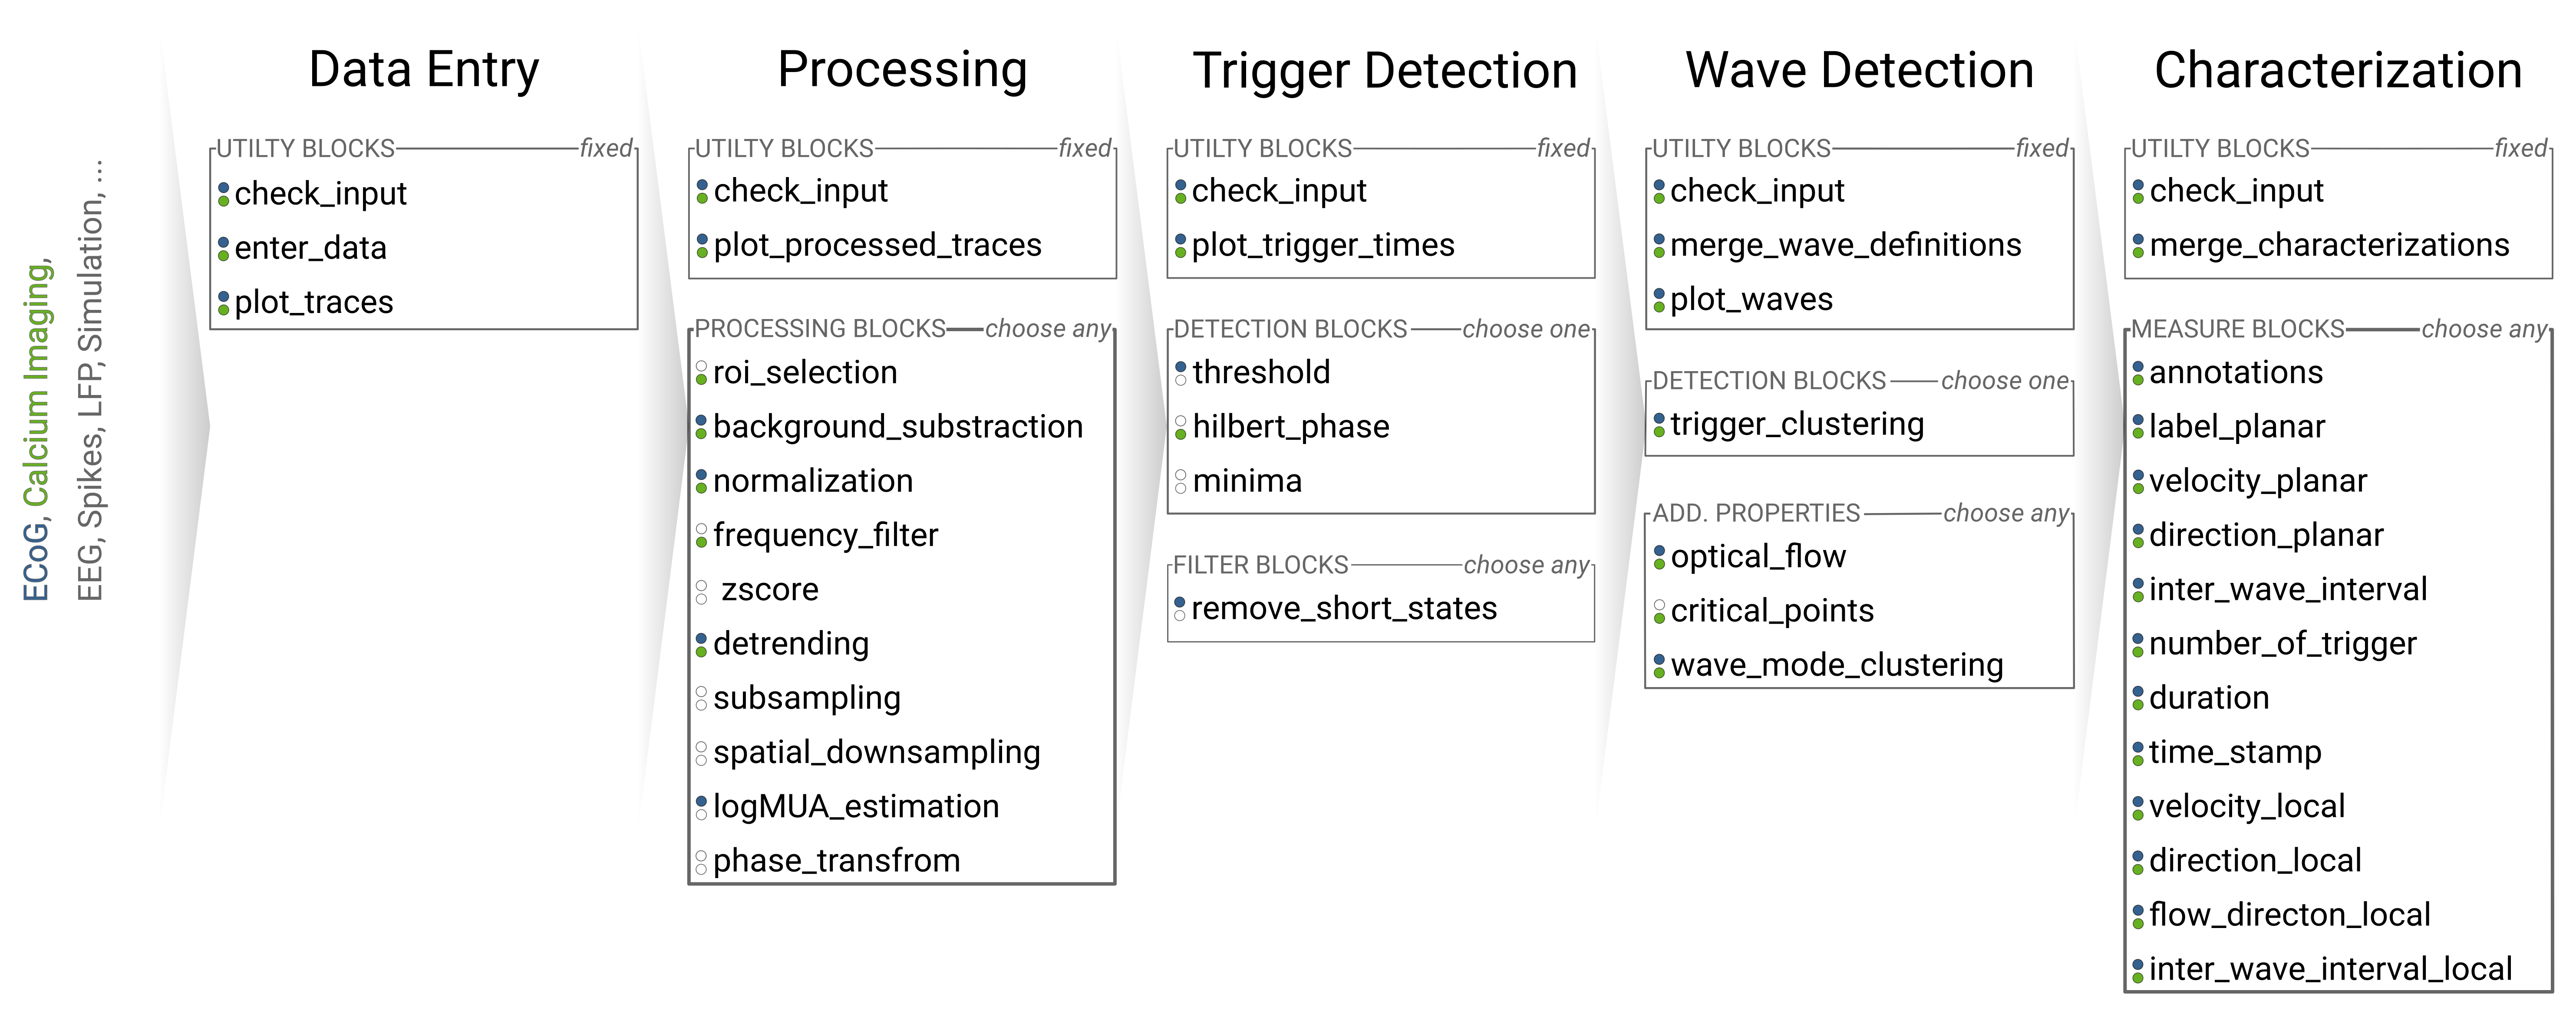 ECoG, Calcium Imaging,
EEG, Spikes, LFP, Simulation, ...
Data Entry
UTILTY BLOCKS fixed
check_input
enter_data
plot_traces
Processing
UTILTY BLOCKS fixed
check_input
plot_processed_traces
PROCESSING BLOCKS choose any
roi_selection
background_substraction
normalization
frequency_filter
zscore
detrending
subsampling
spatial_downsampling
logMUA_estimation
phase_transfrom
Trigger Detection
UTILTY BLOCKS fixed
check_input
plot_trigger_times
DETECTION BLOCKS choose one
threshold
hilbert_phase
minima
FILTER BLOCKS choose any
remove_short_states
Wave Detection
UTILTY BLOCKS fixed
check_input
merge_wave_definitions
plot_waves
DETECTION BLOCKS choose one
trigger_clustering
ADD. PROPERTIES choose any
optical_flow
critical_points
wave_mode_clustering
Characterization
UTILTY BLOCKS fixed
check_input
merge_characterizations
MEASURE BLOCKS choose any
annotations
label_planar
velocity_planar
direction_planar
inter_wave_interval
number_of_trigger
duration
time_stamp
velocity_local
direction_local
flow_directon_local
inter_wave_interval_local